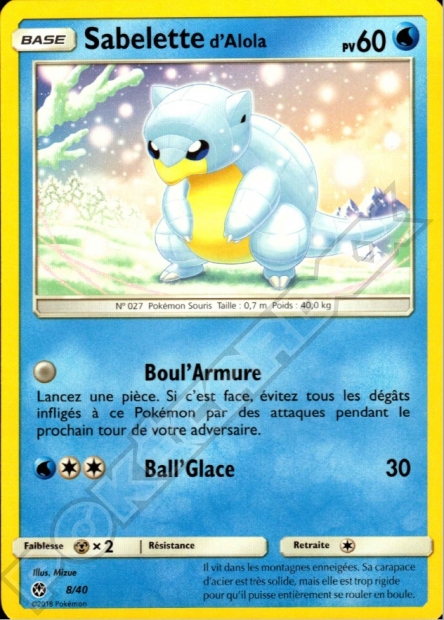 BASE Sabelette d'Alola PV60
N° 027 Pokémon Souris Taille : 0,7 m Poids : 40,0 kg
Boul'Armure
Lancez une pièce. Si c'est face, évitez tous les dégâts
infligés à ce Pokémon par des attaques pendant le
prochain tour de votre adversaire.
Ball'Glace 30
Faiblesse ×2 Résistance Retraite
Illus. Mizue
8/40
©2018 Pokémon
Il vit dans les montagnes enneigées. Sa carapace
d'acier est très solide, mais elle est trop rigide
pour qu'il puisse entièrement se rouler en boule.